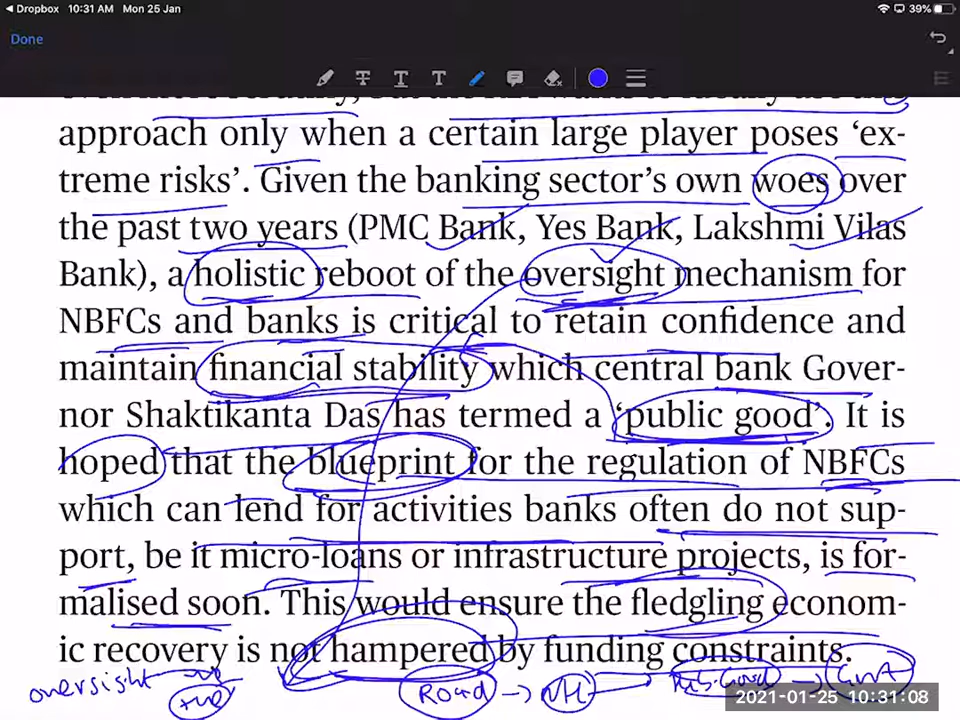 Dropbox 10:31 AM Mon 25 Jan 39%
Done
approach only when a certain large player poses ‘ex-
treme risks’. Given the banking sector’s own woes over
the past two years (PMC Bank, Yes Bank, Lakshmi Vilas
Bank), a holistic reboot of the oversight mechanism for
NBFCs and banks is critical to retain confidence and
maintain financial stability which central bank Gover-
nor Shaktikanta Das has termed a ‘public good’. It is
hoped that the blueprint for the regulation of NBFCs
which can lend for activities banks often do not sup-
port, be it micro-loans or infrastructure projects, is for-
malised soon. This would ensure the fledgling econom-
ic recovery is not hampered by funding constraints.
oversight -ve
+ve
Road → NH → Pub. Good → Govt
2021-01-25 10:31:08